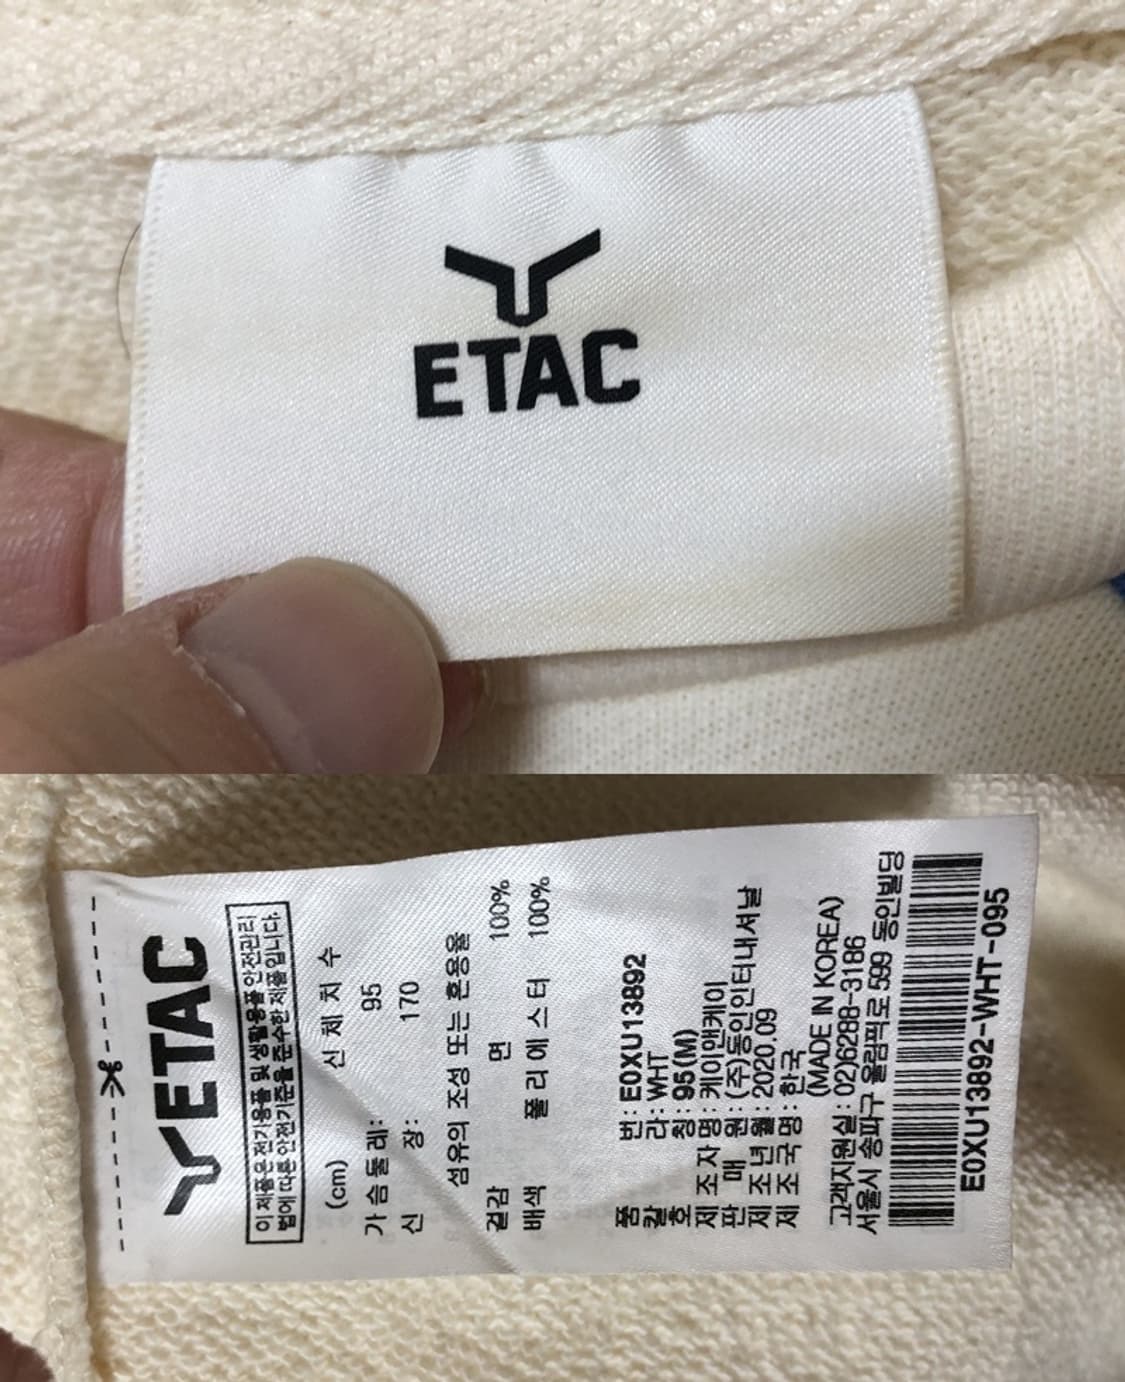 ETAC
ETAC
이 제품은 전기용품 및 생활용품 안전관리
법에 따른 안전기준을 준수한 제품입니다.
(cm) 신 체 치 수
가슴둘레: 95
신 장: 170
섬유의 조성 또는 혼용율
겉감 면 100%
배색 폴리에스터 100%
품 번: E0XU13892
칼 라: WHT
호 칭: 95(M)
제 조 자 명: 케이앤케이
판 매 원: (주)동인인터내셔날
제 조 년 월: 2020.09
제 조 국 명: 한국
(MADE IN KOREA)
고객지원실: 02)6288-3186
서울시 송파구 올림픽로 599 동인빌딩
E0XU13892-WHT-095